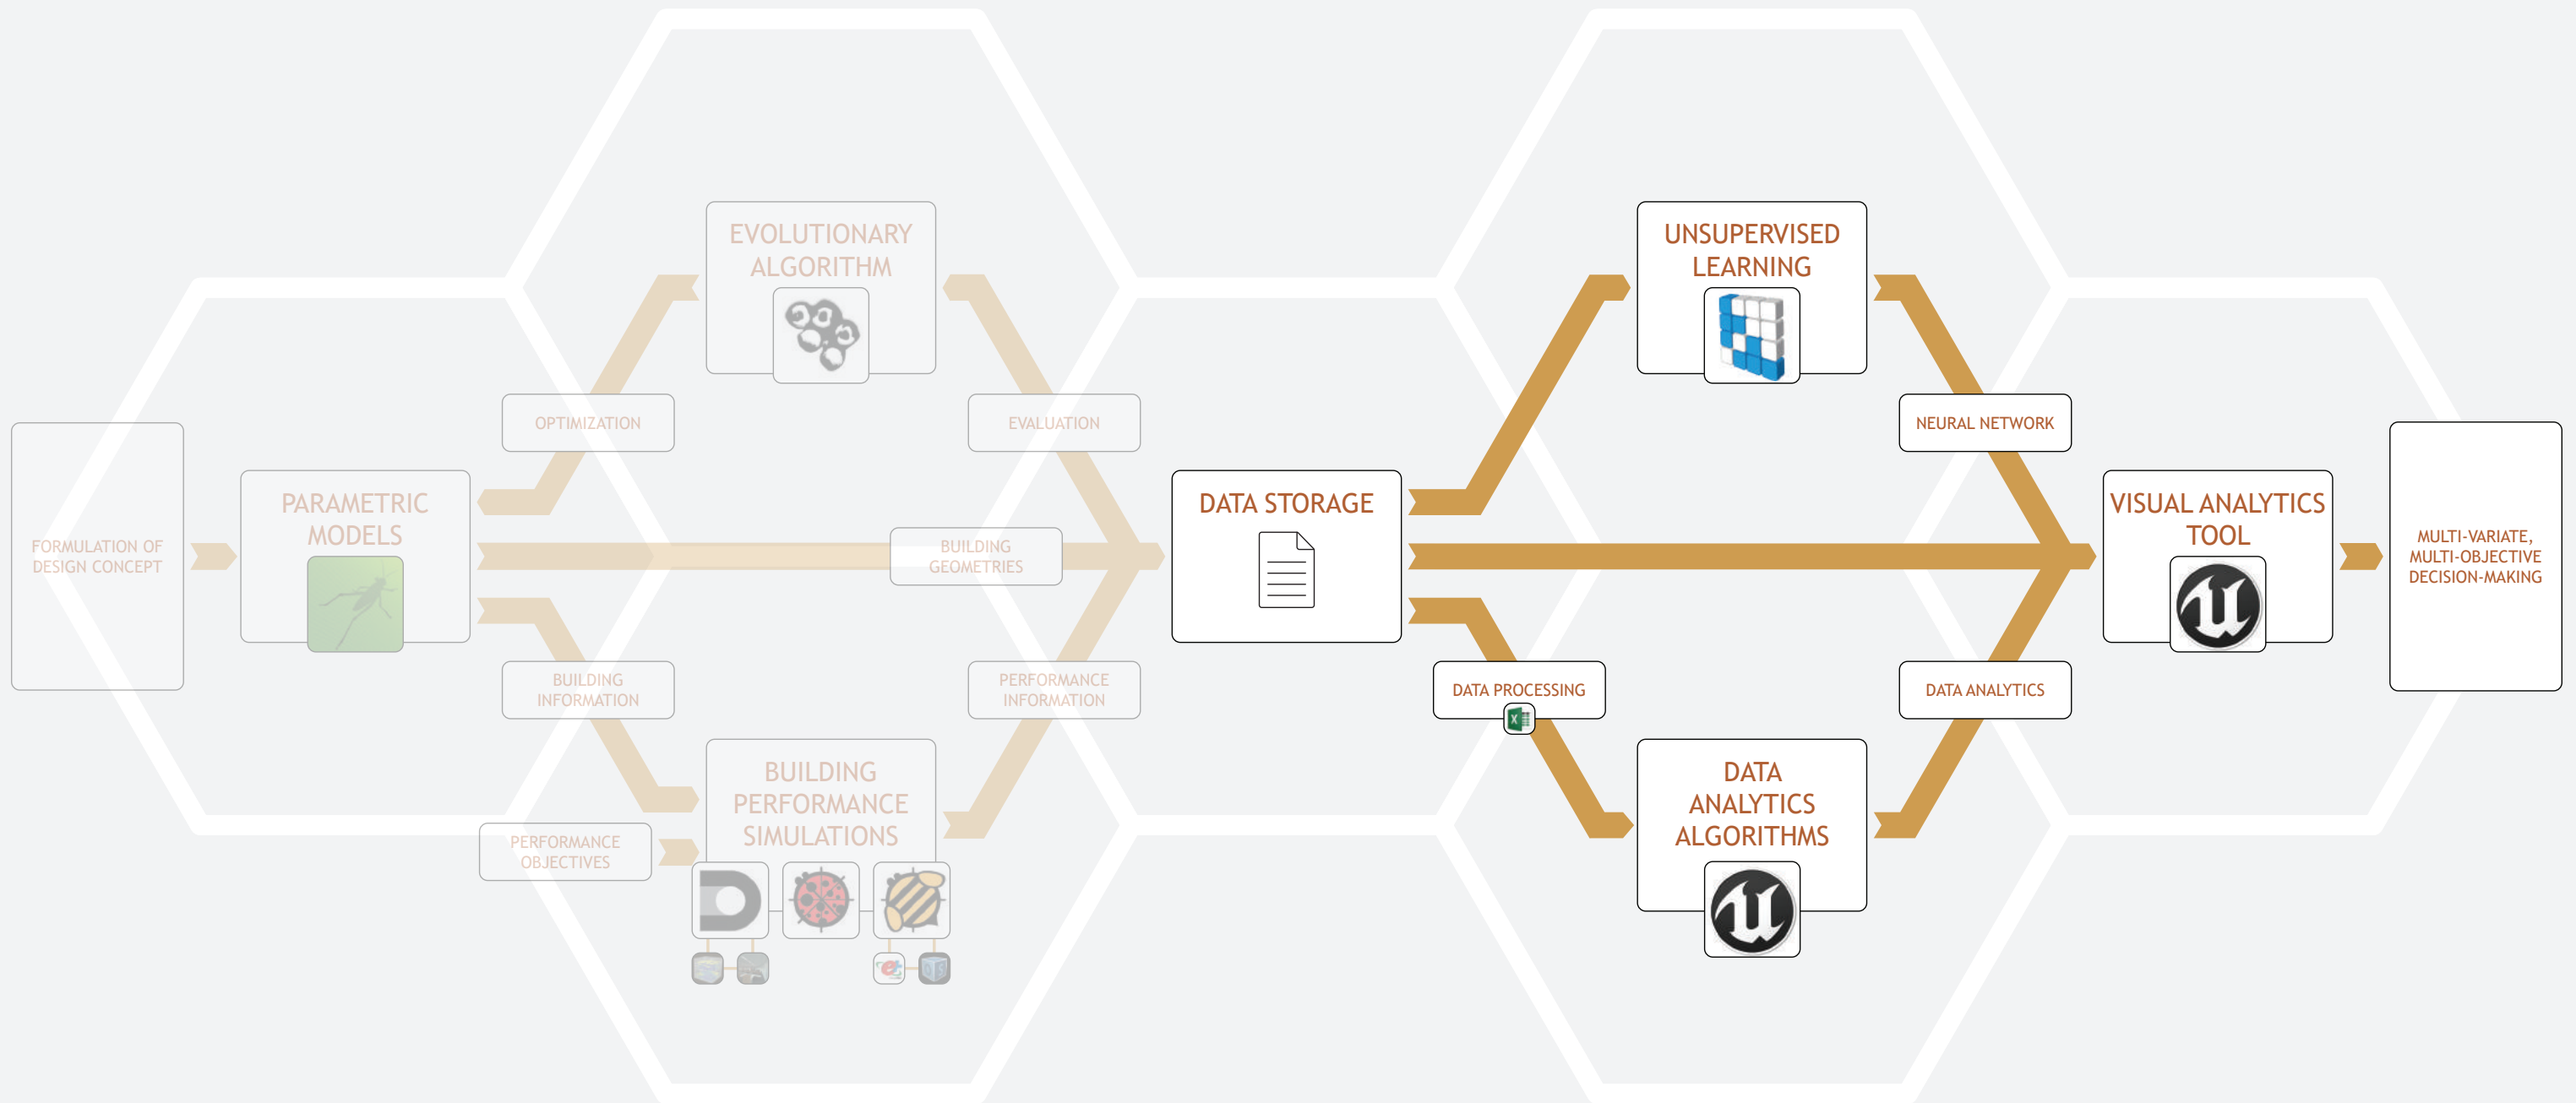 EVOLUTIONARY
ALGORITHM
UNSUPERVISED
LEARNING
OPTIMIZATION
EVALUATION
NEURAL NETWORK
FORMULATION OF
DESIGN CONCEPT
PARAMETRIC
MODELS
BUILDING
GEOMETRIES
DATA STORAGE
VISUAL ANALYTICS
TOOL
MULTI-VARIATE,
MULTI-OBJECTIVE
DECISION-MAKING
BUILDING
INFORMATION
PERFORMANCE
INFORMATION
DATA PROCESSING
DATA ANALYTICS
BUILDING
PERFORMANCE
SIMULATIONS
PERFORMANCE
OBJECTIVES
DATA
ANALYTICS
ALGORITHMS